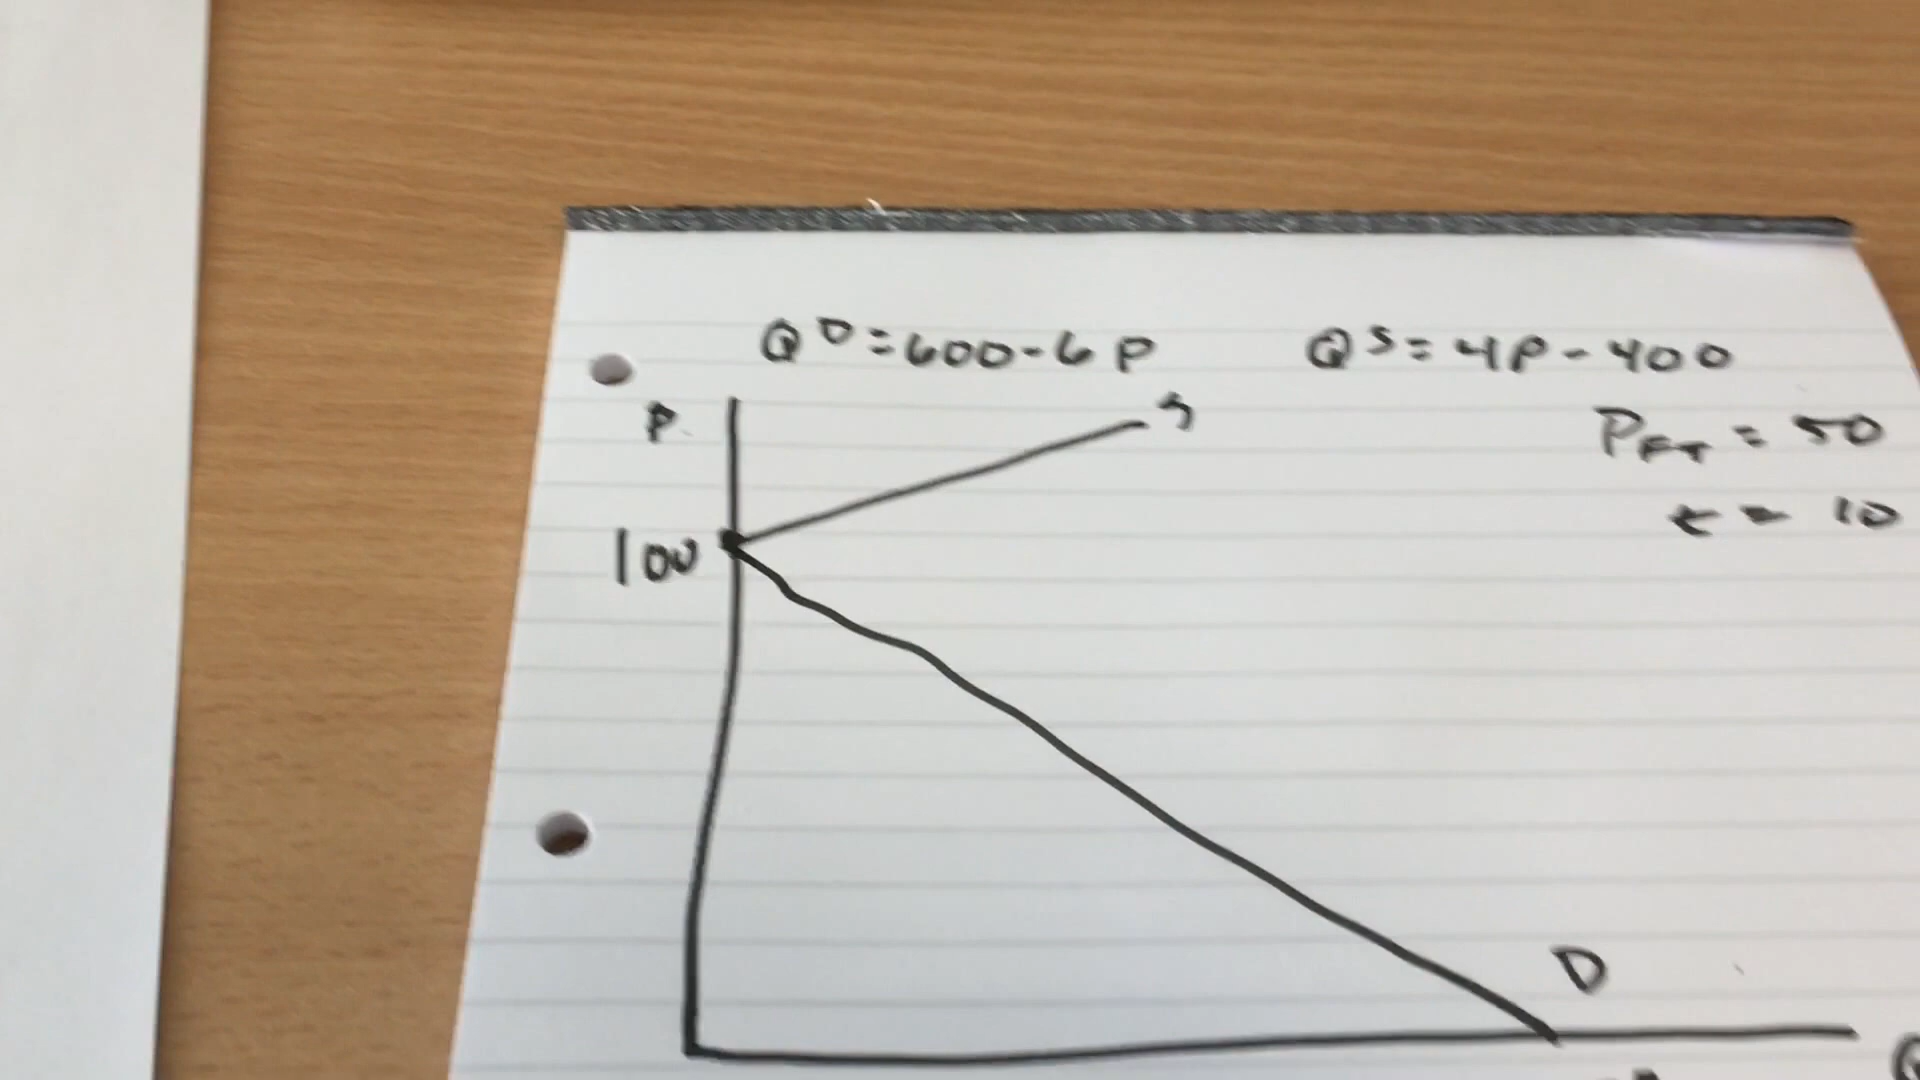 Q^D = 600 - 6P Q^S = 4P - 400
P S
P_FT = 50
t = 10
100
D